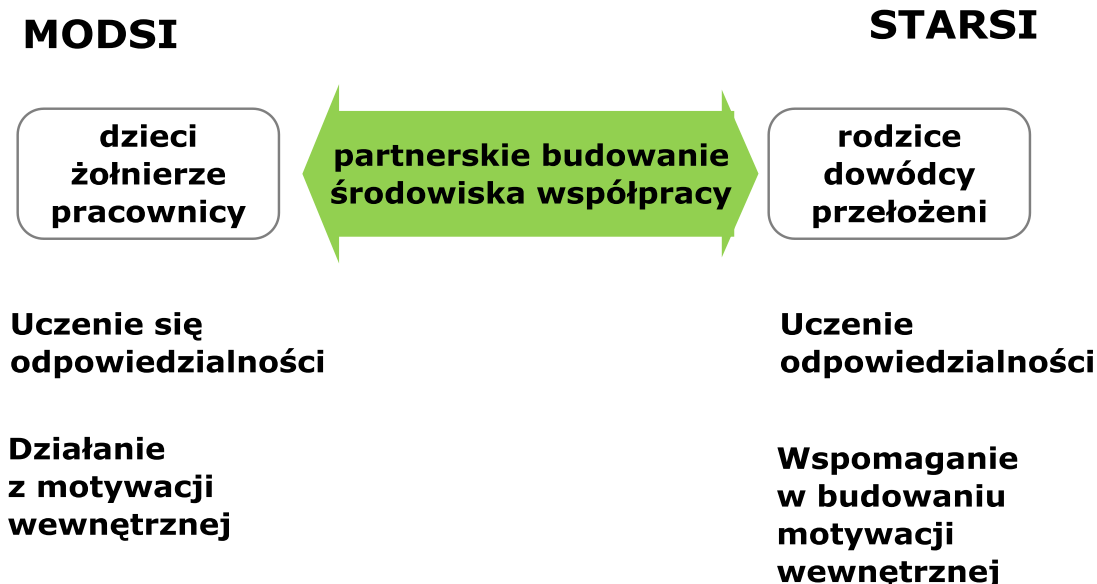 MODSI
STARSI
dzieci
żołnierze
pracownicy
partnerskie budowanie
środowiska współpracy
rodzice
dowódcy
przełożeni
Uczenie się
odpowiedzialności
Uczenie
odpowiedzialności
Działanie
z motywacji
wewnętrznej
Wspomaganie
w budowaniu
motywacji
wewnętrznej